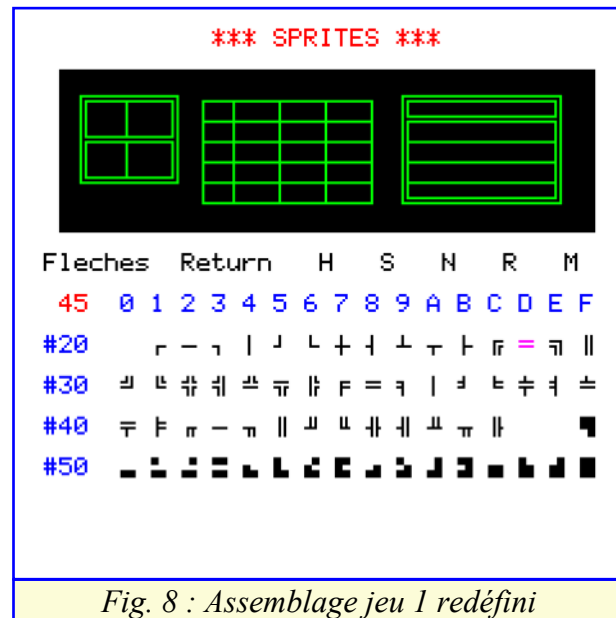 *** SPRITES ***
Fleches Return H S N R M
45 0 1 2 3 4 5 6 7 8 9 A B C D E F
#20 ┌ ─ ┐ │ ┘ └ ┼ ┤ ┴ ┬ ├ ╔ ═ ╗ ║
#30 ╝ ╚ ╬ ╣ ╩ ╦ ╠ ╒ ═ ╕ │ ╛ ╘ ╪ ╡ ╧
#40 ╤ ╞ ╓ ─ ╖ ║ ╜ ╙ ╫ ╢ ╨ ╥ ╟ ▜
#50
Fig. 8 : Assemblage jeu 1 redéfini